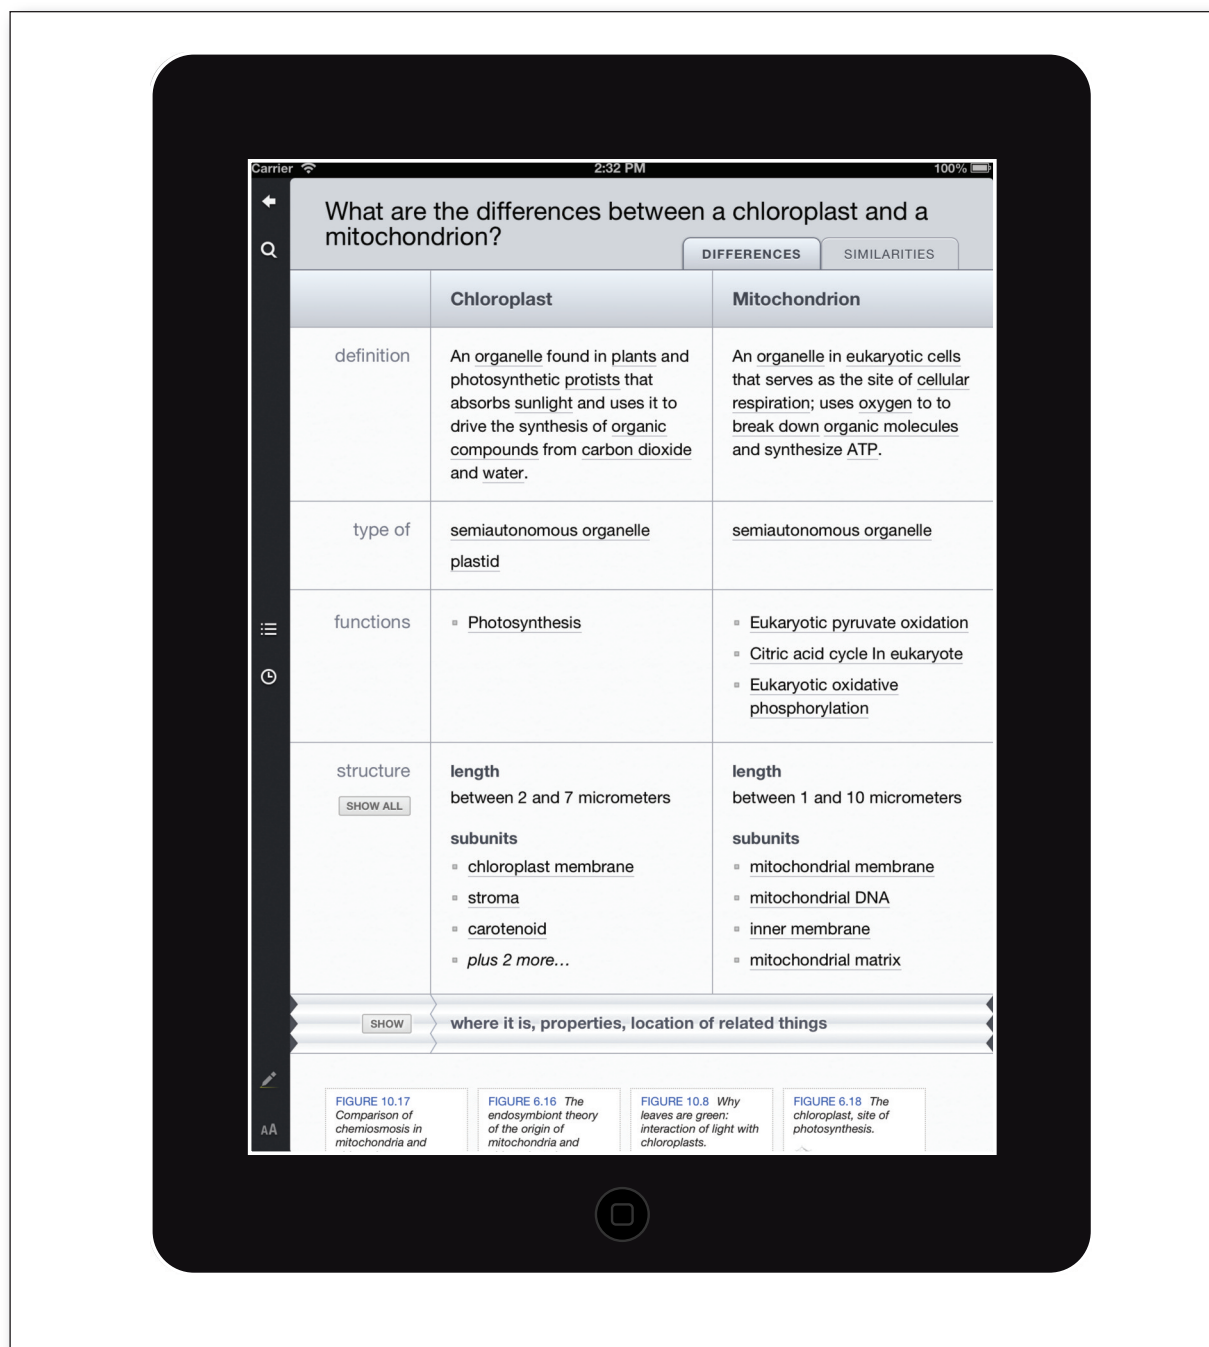 Carrier 2:32 PM 100%
What are the differences between a chloroplast and a
mitochondrion?
DIFFERENCES SIMILARITIES
Chloroplast Mitochondrion
definition
An organelle found in plants and
photosynthetic protists that
absorbs sunlight and uses it to
drive the synthesis of organic
compounds from carbon dioxide
and water.
An organelle in eukaryotic cells
that serves as the site of cellular
respiration; uses oxygen to to
break down organic molecules
and synthesize ATP.
type of
semiautonomous organelle
plastid
semiautonomous organelle
functions
Photosynthesis
Eukaryotic pyruvate oxidation
Citric acid cycle In eukaryote
Eukaryotic oxidative
phosphorylation
structure
SHOW ALL
length
between 2 and 7 micrometers
subunits
chloroplast membrane
stroma
carotenoid
plus 2 more...
length
between 1 and 10 micrometers
subunits
mitochondrial membrane
mitochondrial DNA
inner membrane
mitochondrial matrix
SHOW
where it is, properties, location of related things
FIGURE 10.17
Comparison of
chemiosmosis in
mitochondria and
FIGURE 6.16 The
endosymbiont theory
of the origin of
mitochondria and
FIGURE 10.8 Why
leaves are green:
interaction of light with
chloroplasts.
FIGURE 6.18 The
chloroplast, site of
photosynthesis.
AA